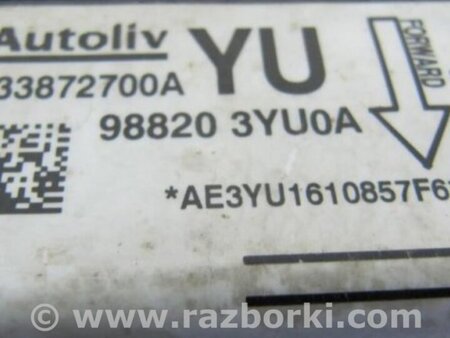 Autoliv YU
33872700A
98820 3YU0A
FORWARD
*AE3YU1610857F6
www.razborki.com